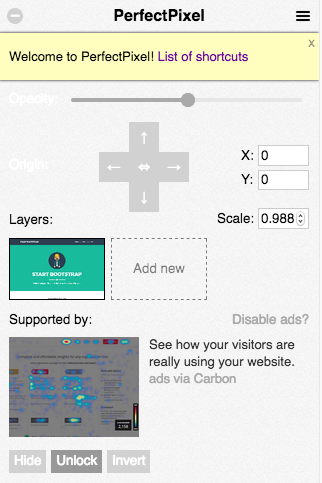 PerfectPixel
Welcome to PerfectPixel! List of shortcuts
x
Opacity:
Origin:
X: 0
Y: 0
Layers:
Scale: 0.988
START BOOTSTRAP
Add new
Supported by:
Disable ads?
See how your visitors are
really using your website.
ads via Carbon
Hide
Unlock
Invert